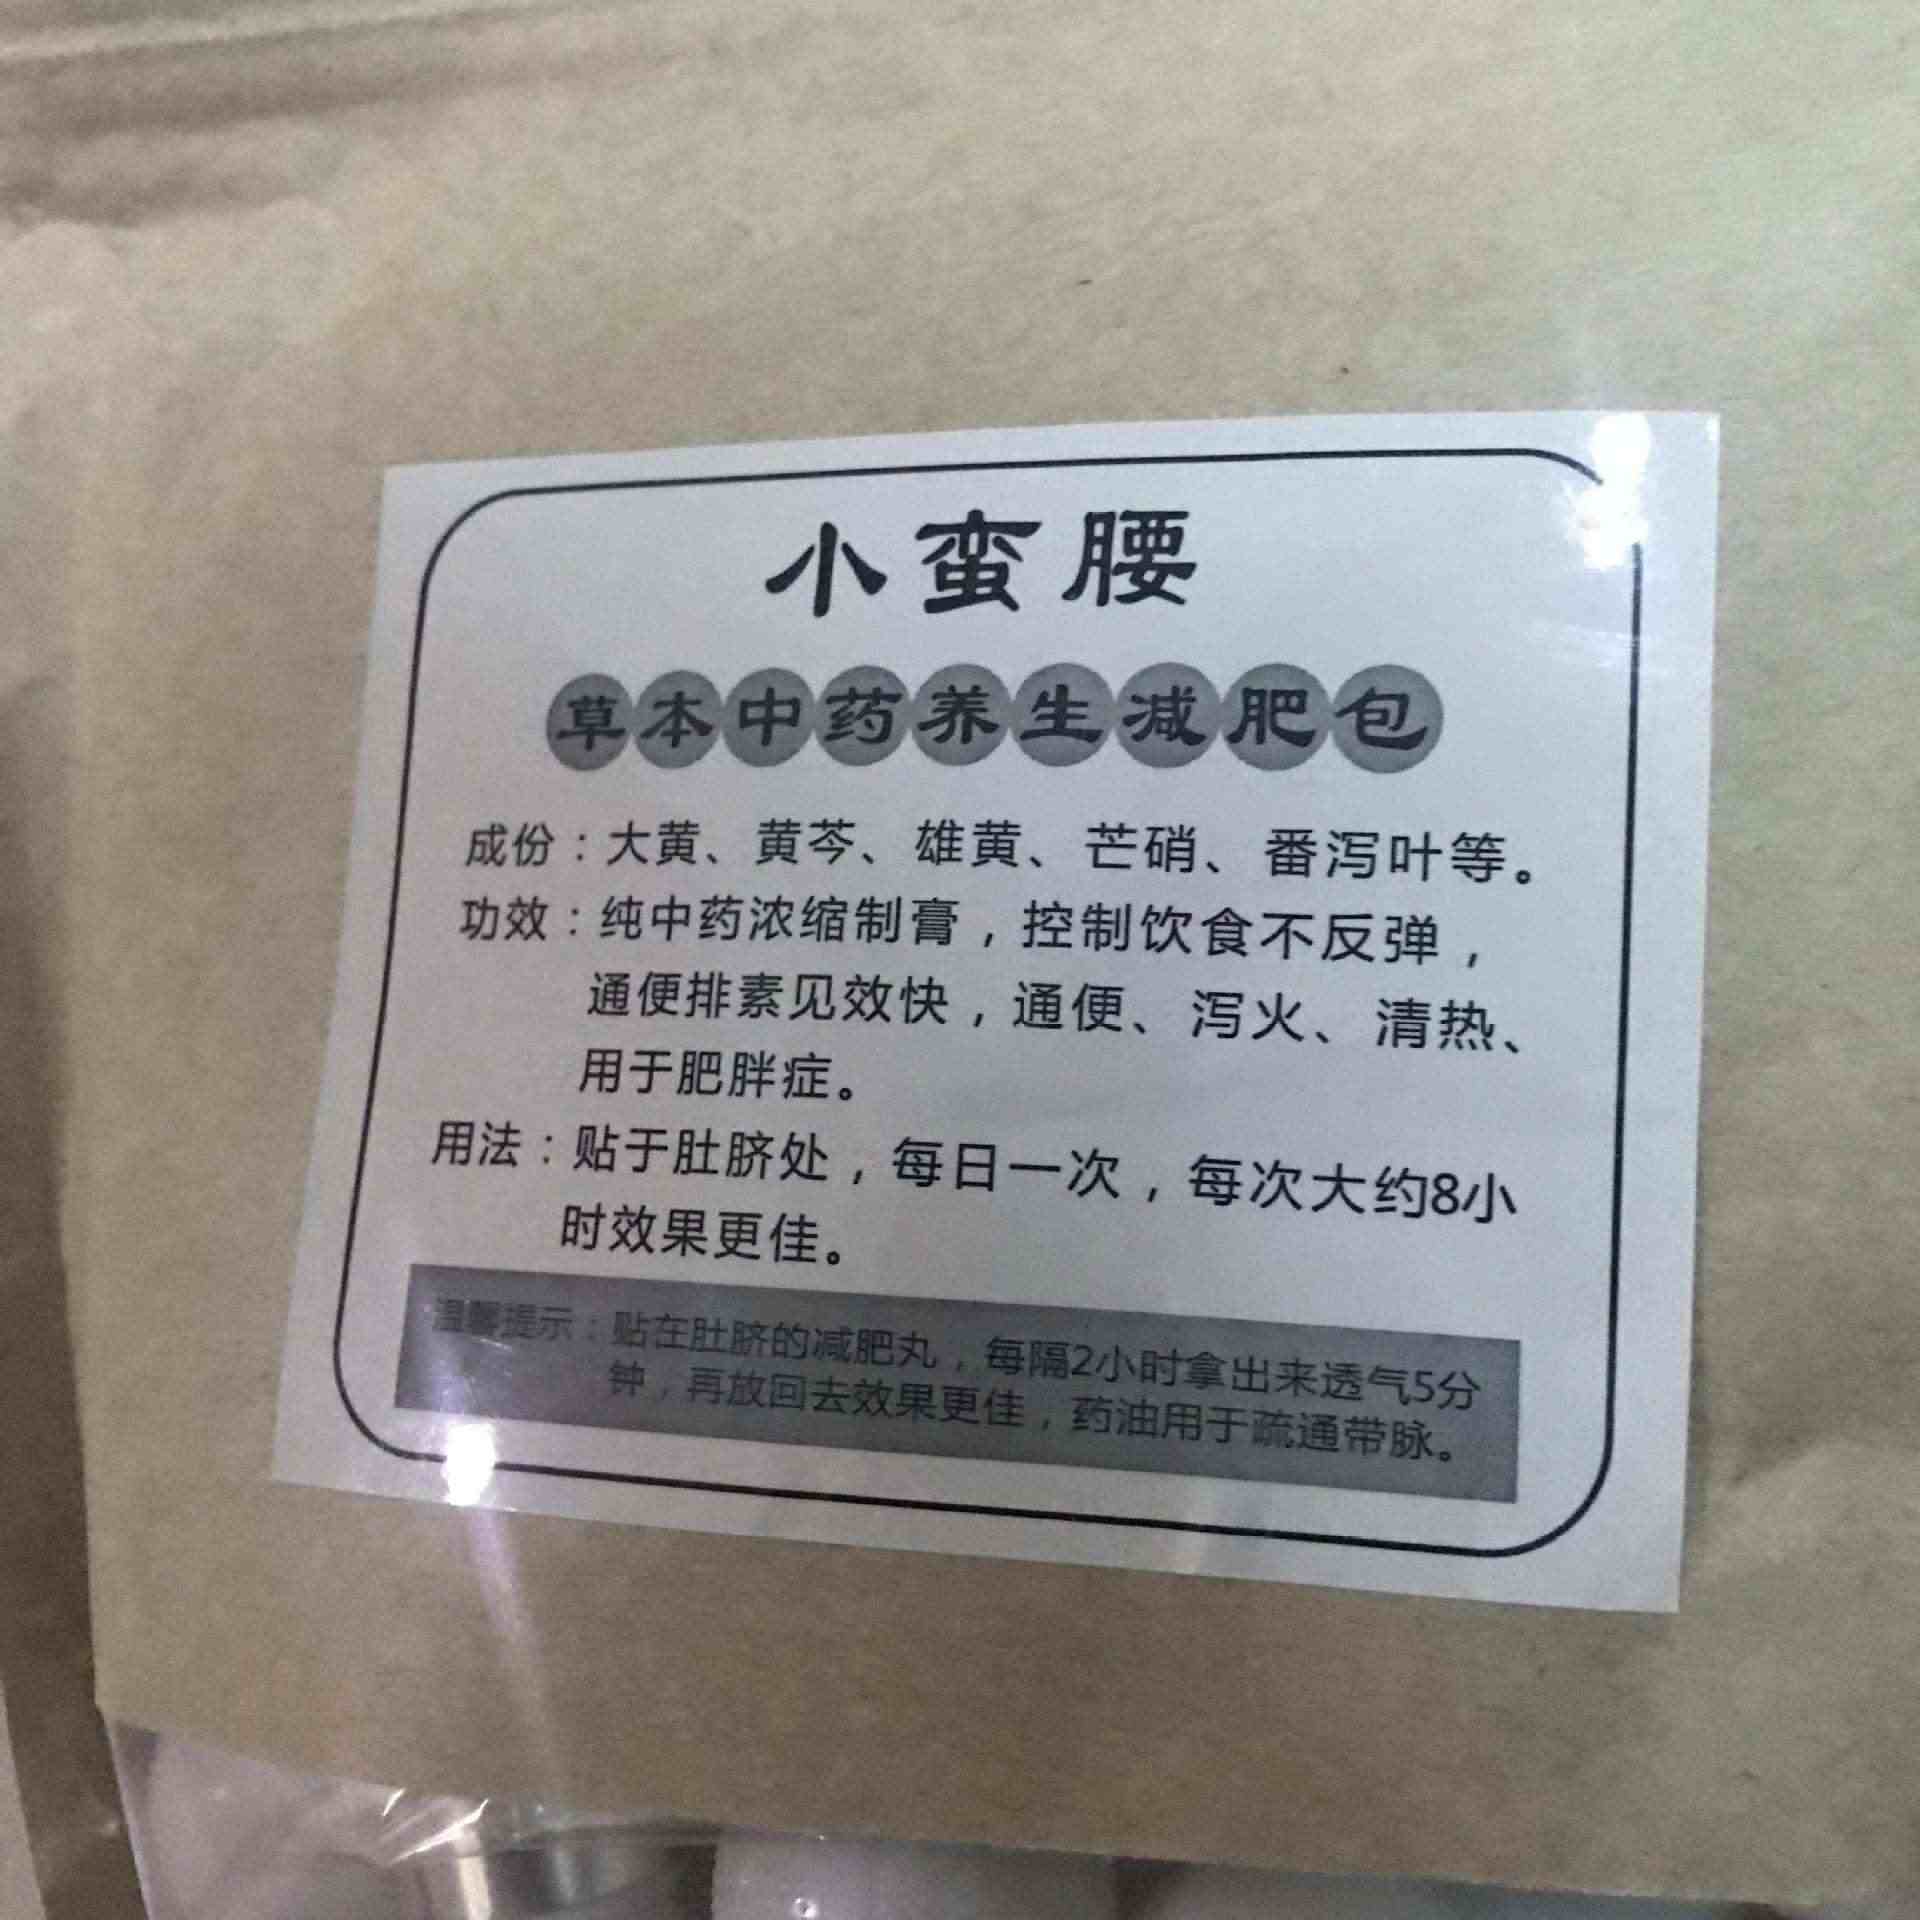 小蛮腰
草本中药养生减肥包
成份：大黄、黄芩、雄黄、芒硝、番泻叶等。
功效：纯中药浓缩制膏，控制饮食不反弹，
通便排素见效快，通便、泻火、清热、
用于肥胖症。
用法：贴于肚脐处，每日一次，每次大约8小
时效果更佳。
温馨提示：贴在肚脐的减肥丸，每隔2小时拿出来透气5分
钟，再放回去效果更佳，药油用于疏通带脉。